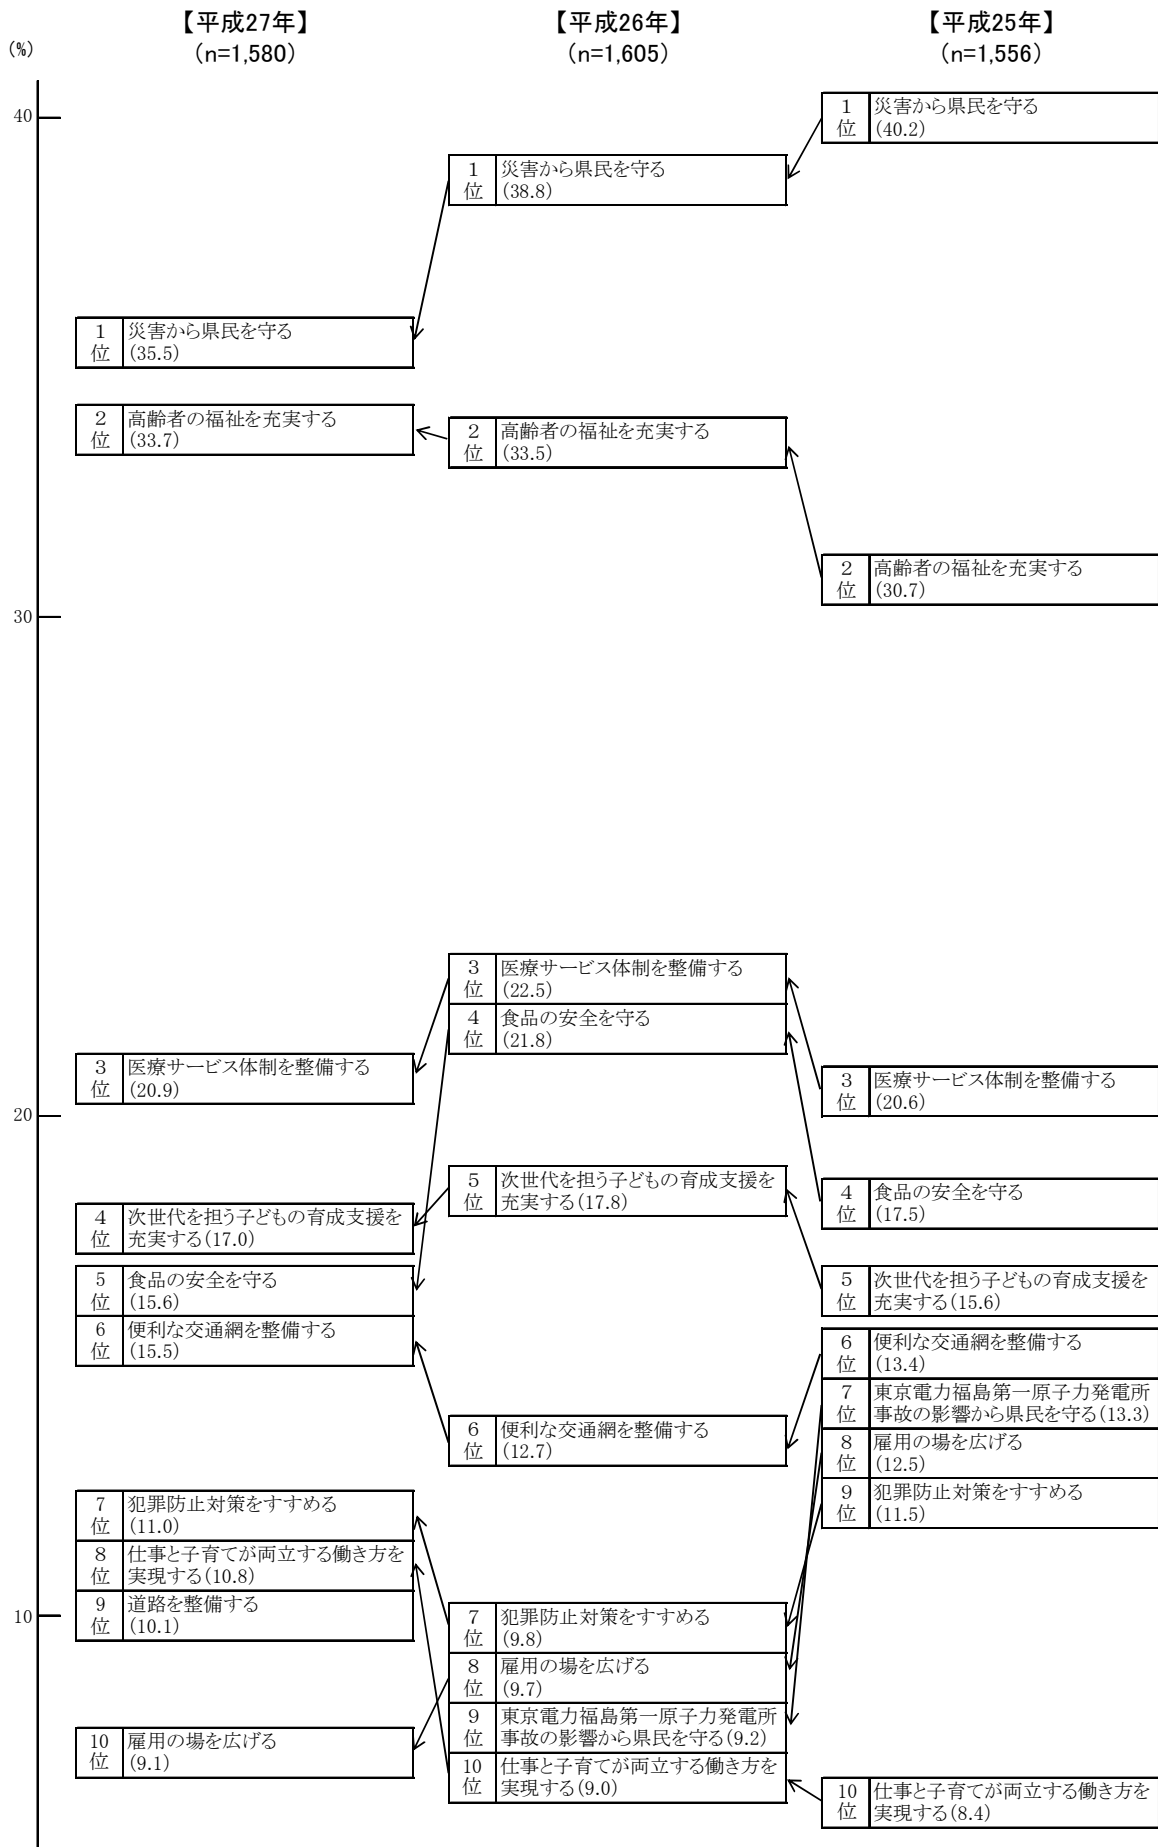 【平成27年】
(n=1,580)
【平成26年】
(n=1,605)
【平成25年】
(n=1,556)
(%)
40
30
20
10
1位
災害から県民を守る
(35.5)
2位
高齢者の福祉を充実する
(33.7)
3位
医療サービス体制を整備する
(20.9)
4位
次世代を担う子どもの育成支援を
充実する(17.0)
5位
食品の安全を守る
(15.6)
6位
便利な交通網を整備する
(15.5)
7位
犯罪防止対策をすすめる
(11.0)
8位
仕事と子育てが両立する働き方を
実現する(10.8)
9位
道路を整備する
(10.1)
10位
雇用の場を広げる
(9.1)
1位
災害から県民を守る
(38.8)
2位
高齢者の福祉を充実する
(33.5)
3位
医療サービス体制を整備する
(22.5)
4位
食品の安全を守る
(21.8)
5位
次世代を担う子どもの育成支援を
充実する(17.8)
6位
便利な交通網を整備する
(12.7)
7位
犯罪防止対策をすすめる
(9.8)
8位
雇用の場を広げる
(9.7)
9位
東京電力福島第一原子力発電所
事故の影響から県民を守る(9.2)
10位
仕事と子育てが両立する働き方を
実現する(9.0)
1位
災害から県民を守る
(40.2)
2位
高齢者の福祉を充実する
(30.7)
3位
医療サービス体制を整備する
(20.6)
4位
食品の安全を守る
(17.5)
5位
次世代を担う子どもの育成支援を
充実する(15.6)
6位
便利な交通網を整備する
(13.4)
7位
東京電力福島第一原子力発電所
事故の影響から県民を守る(13.3)
8位
雇用の場を広げる
(12.5)
9位
犯罪防止対策をすすめる
(11.5)
10位
仕事と子育てが両立する働き方を
実現する(8.4)